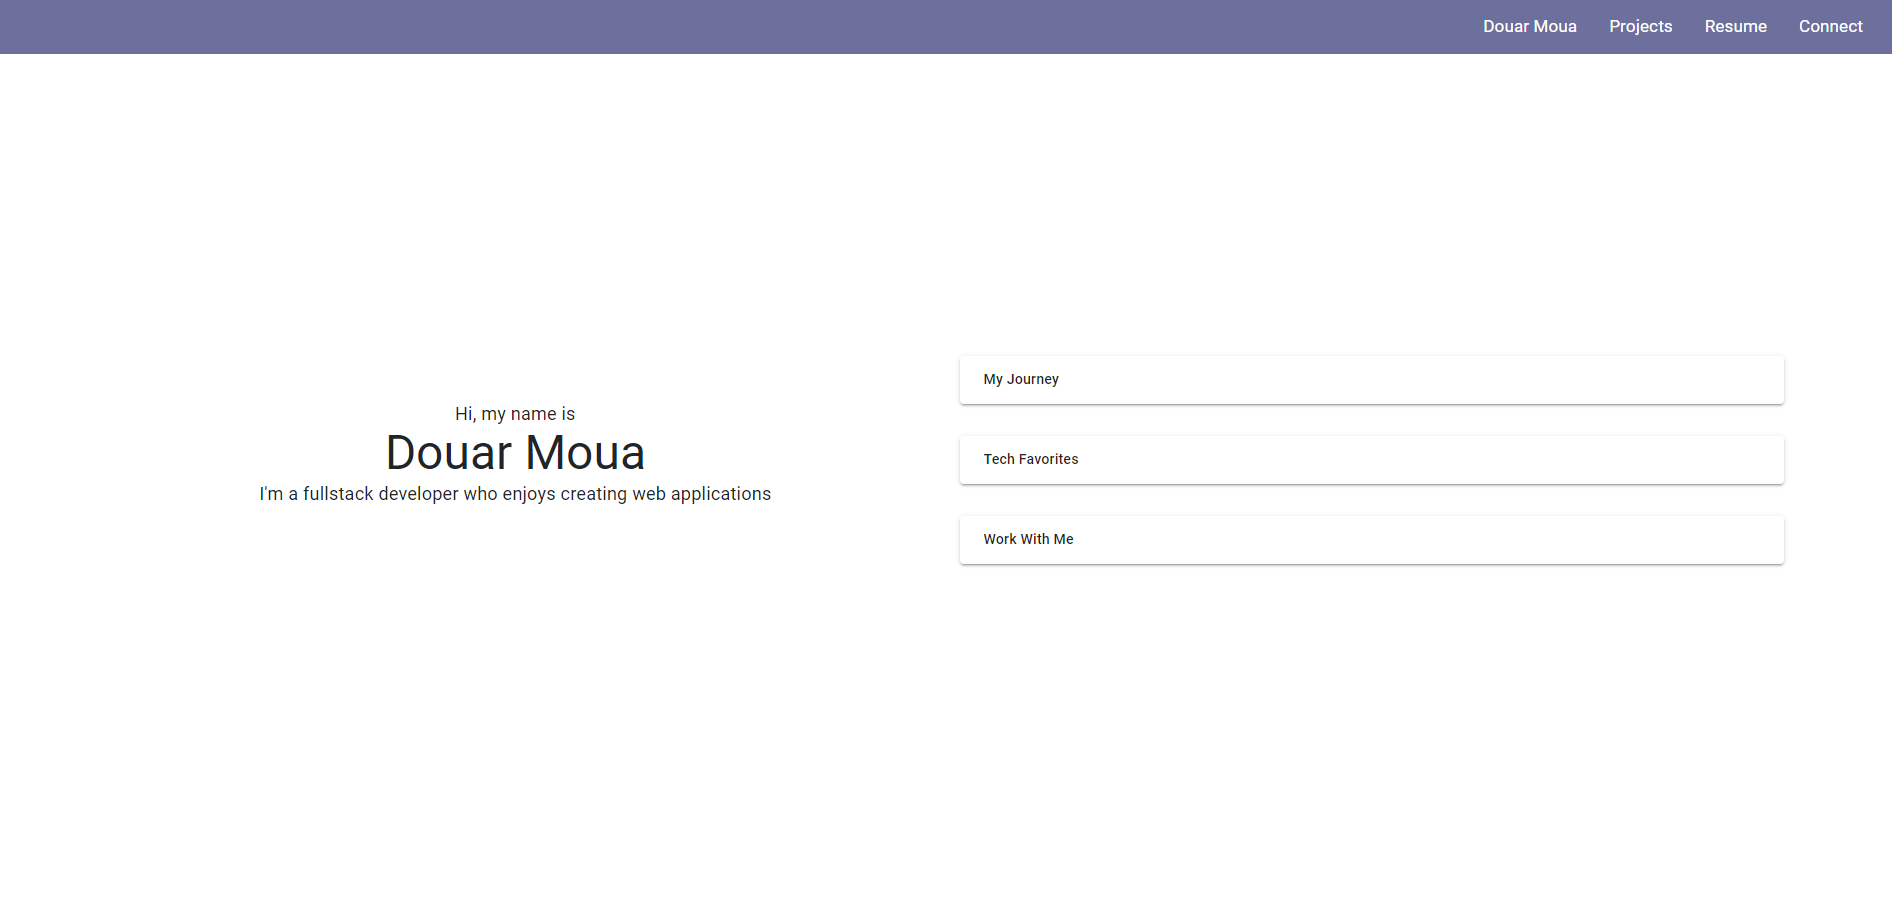 Douar Moua Projects Resume Connect
Hi, my name is
Douar Moua
I'm a fullstack developer who enjoys creating web applications
My Journey
Tech Favorites
Work With Me